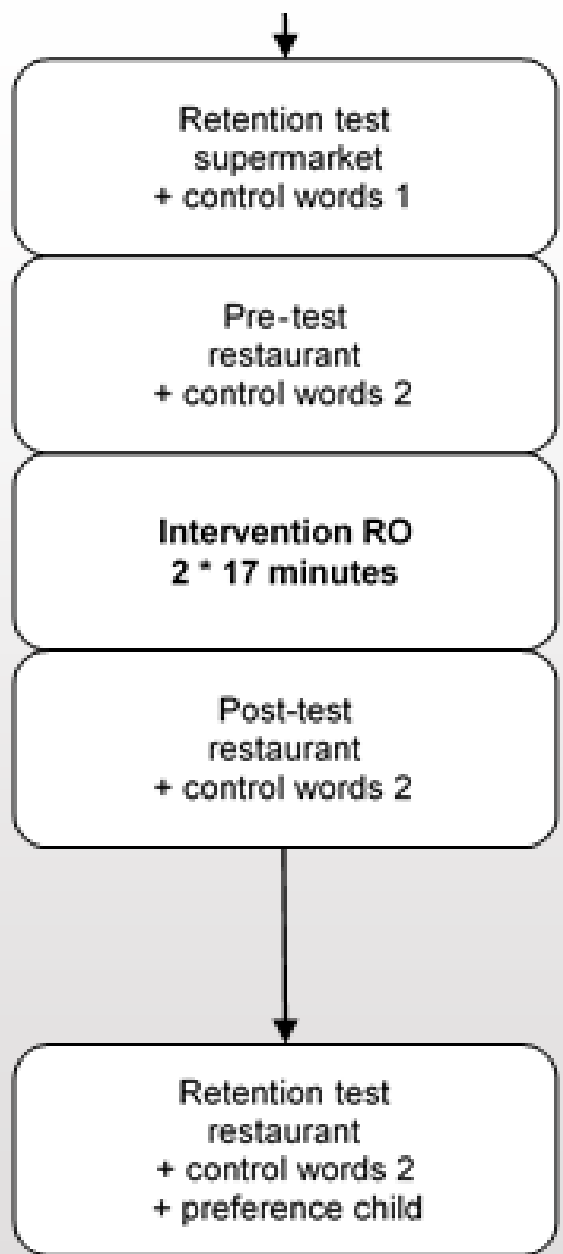 Retention test
supermarket
+ control words 1
Pre-test
restaurant
+ control words 2
Intervention RO
2 * 17 minutes
Post-test
restaurant
+ control words 2
Retention test
restaurant
+ control words 2
+ preference child